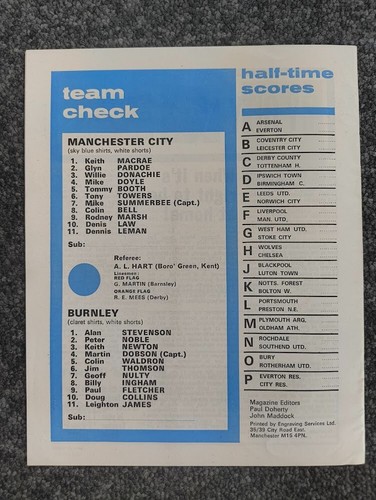 team
check
MANCHESTER CITY
(sky blue shirts, white shorts)
1. Keith MACRAE
2. Glyn PARDOE
3. Willie DONACHIE
4. Mike DOYLE
5. Tommy BOOTH
6. Tony TOWERS
7. Mike SUMMERBEE (Capt.)
8. Colin BELL
9. Rodney MARSH
10. Denis LAW
11. Dennis LEMAN
Sub:
Referee:
A. L. HART (Boro' Green, Kent)
Linesmen:
RED FLAG
G. MARTIN (Barnsley)
ORANGE FLAG
R. E. MEES (Derby)
BURNLEY
(claret shirts, white shorts)
1. Alan STEVENSON
2. Peter NOBLE
3. Keith NEWTON
4. Martin DOBSON (Capt.)
5. Colin WALDRON
6. Jim THOMSON
7. Geoff NULTY
8. Billy INGHAM
9. Paul FLETCHER
10. Doug COLLINS
11. Leighton JAMES
Sub:
half-time
scores
A ARSENAL
EVERTON
B COVENTRY CITY
LEICESTER CITY
C DERBY COUNTY
TOTTENHAM H.
D IPSWICH TOWN
BIRMINGHAM C.
E LEEDS UTD.
NORWICH CITY
F LIVERPOOL
MAN. UTD.
G WEST HAM UTD.
STOKE CITY
H WOLVES
CHELSEA
J BLACKPOOL
LUTON TOWN
K NOTTS. FOREST
BOLTON W.
L PORTSMOUTH
PRESTON N.E.
M PLYMOUTH ARG.
OLDHAM ATH.
N ROCHDALE
SOUTHEND UTD.
O BURY
ROTHERHAM UTD.
P EVERTON RES.
CITY RES.
Magazine Editors
Paul Doherty
John Maddock
Printed by Engraving Services Ltd.
36/39 City Road East.
Manchester M15 4PN.